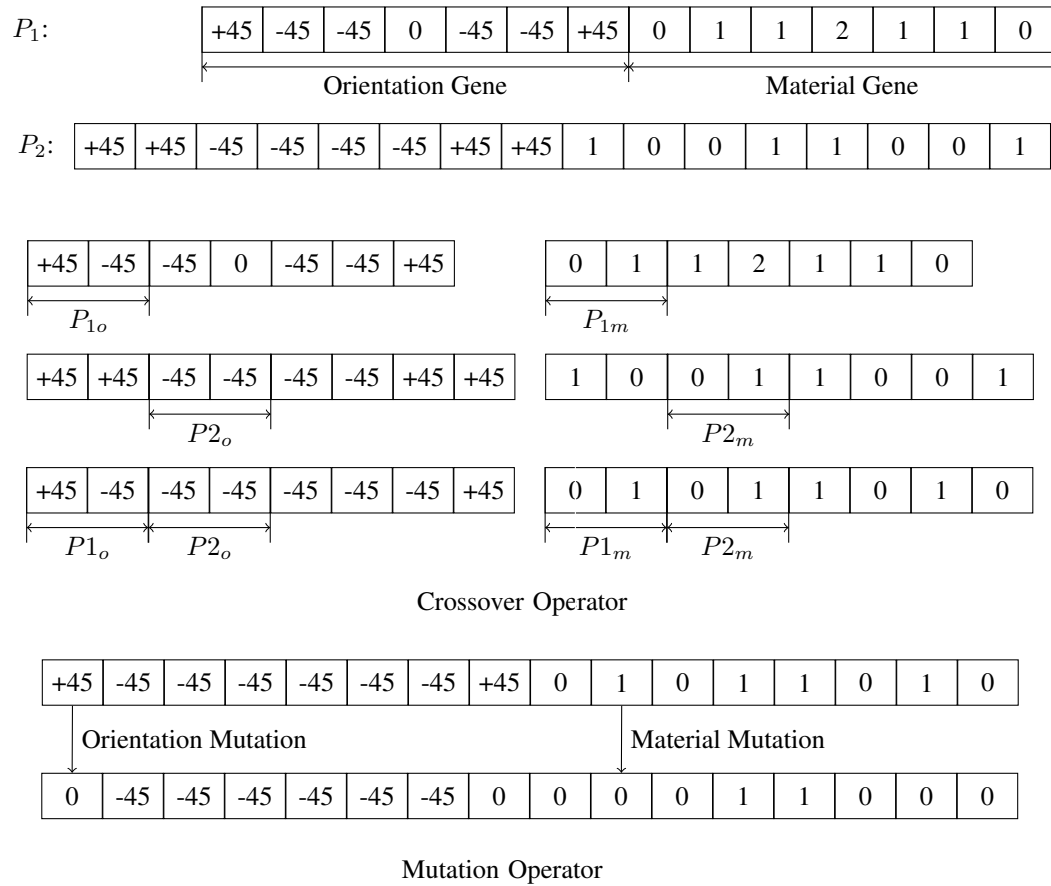 P1: +45 -45 -45 0 -45 -45 +45 0 1 1 2 1 1 0
Orientation Gene Material Gene
P2: +45 +45 -45 -45 -45 -45 +45 +45 1 0 0 1 1 0 0 1
+45 -45 -45 0 -45 -45 +45 0 1 1 2 1 1 0
P1o P1m
+45 +45 -45 -45 -45 -45 +45 +45 1 0 0 1 1 0 0 1
P2o P2m
+45 -45 -45 -45 -45 -45 -45 +45 0 1 0 1 1 0 1 0
P1o P2o P1m P2m
Crossover Operator
+45 -45 -45 -45 -45 -45 -45 +45 0 1 0 1 1 0 1 0
Orientation Mutation Material Mutation
0 -45 -45 -45 -45 -45 -45 0 0 0 0 1 1 0 0 0
Mutation Operator